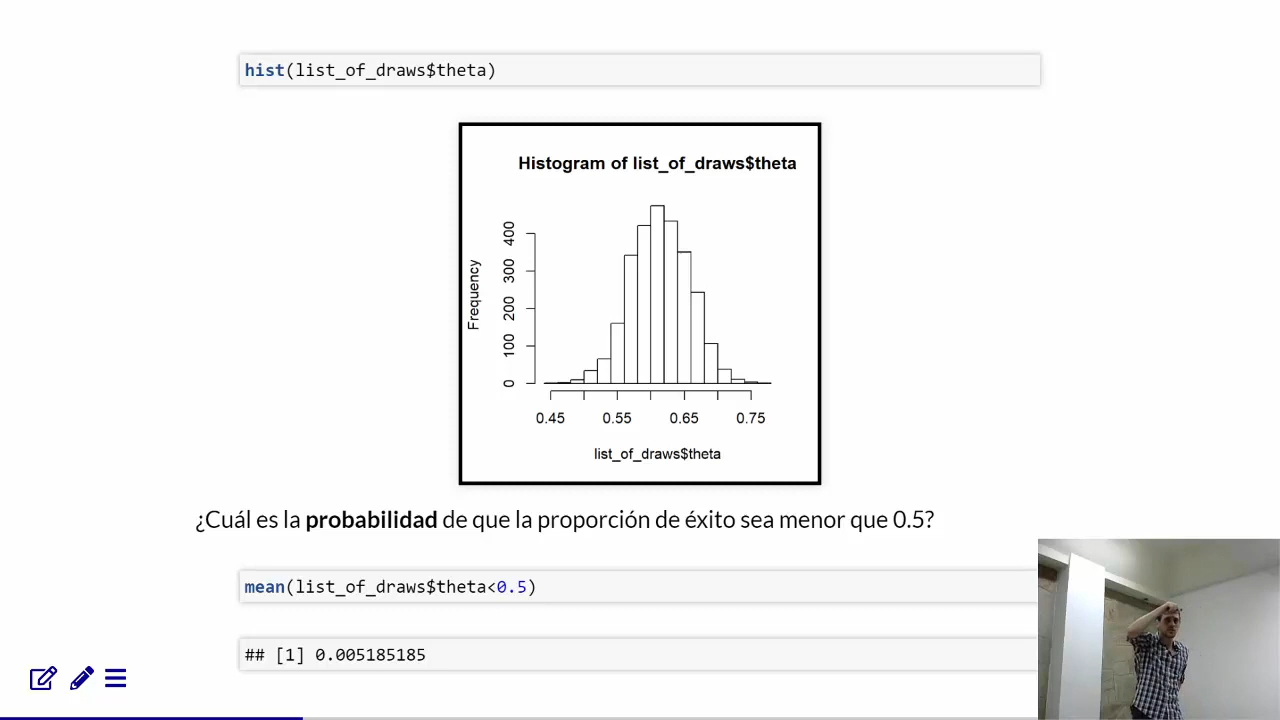 hist(list_of_draws$theta)
Histogram of list_of_draws$theta
Frequency
400
300
200
100
0
0.45 0.55 0.65 0.75
list_of_draws$theta
¿Cuál es la probabilidad de que la proporción de éxito sea menor que 0.5?
mean(list_of_draws$theta<0.5)
## [1] 0.005185185